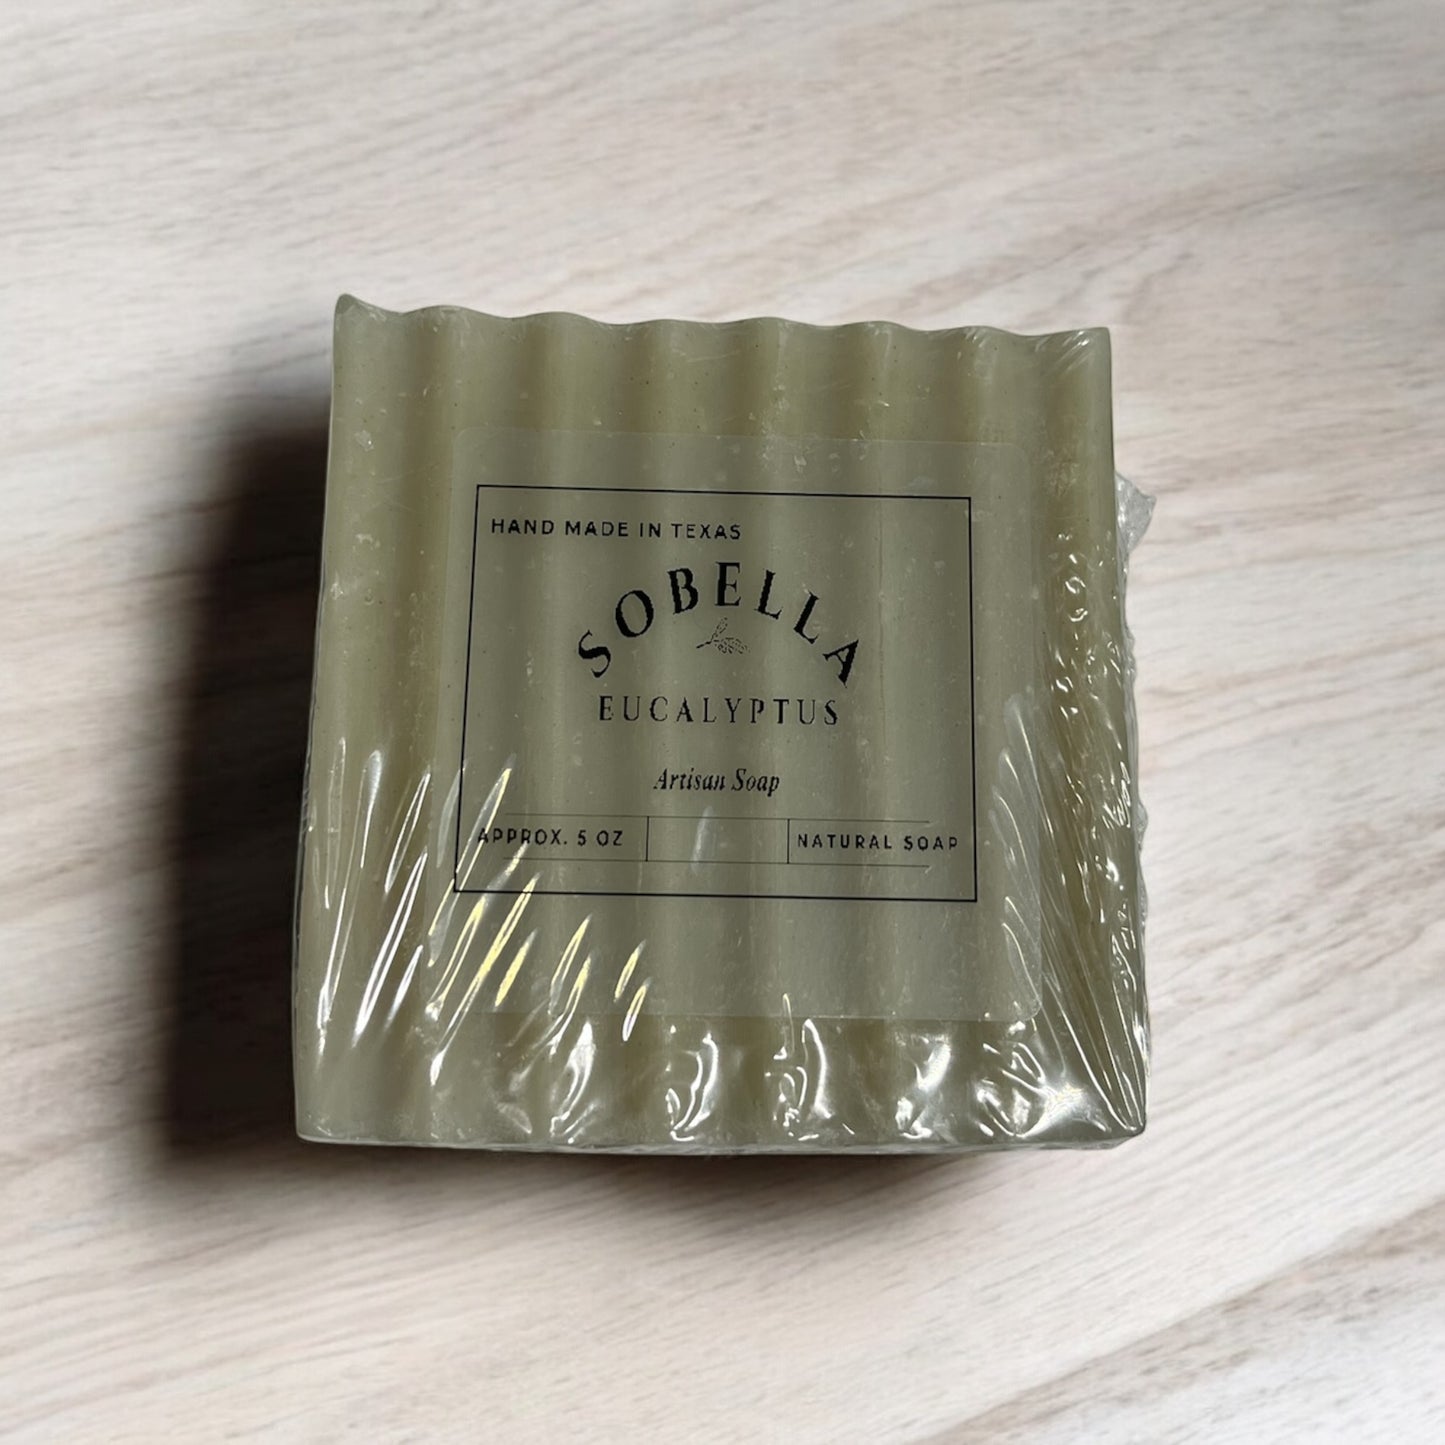 HAND MADE IN TEXAS
SOBELLA
EUCALYPTUS
Artisan Soap
APPROX. 5 OZ
NATURAL SOAP